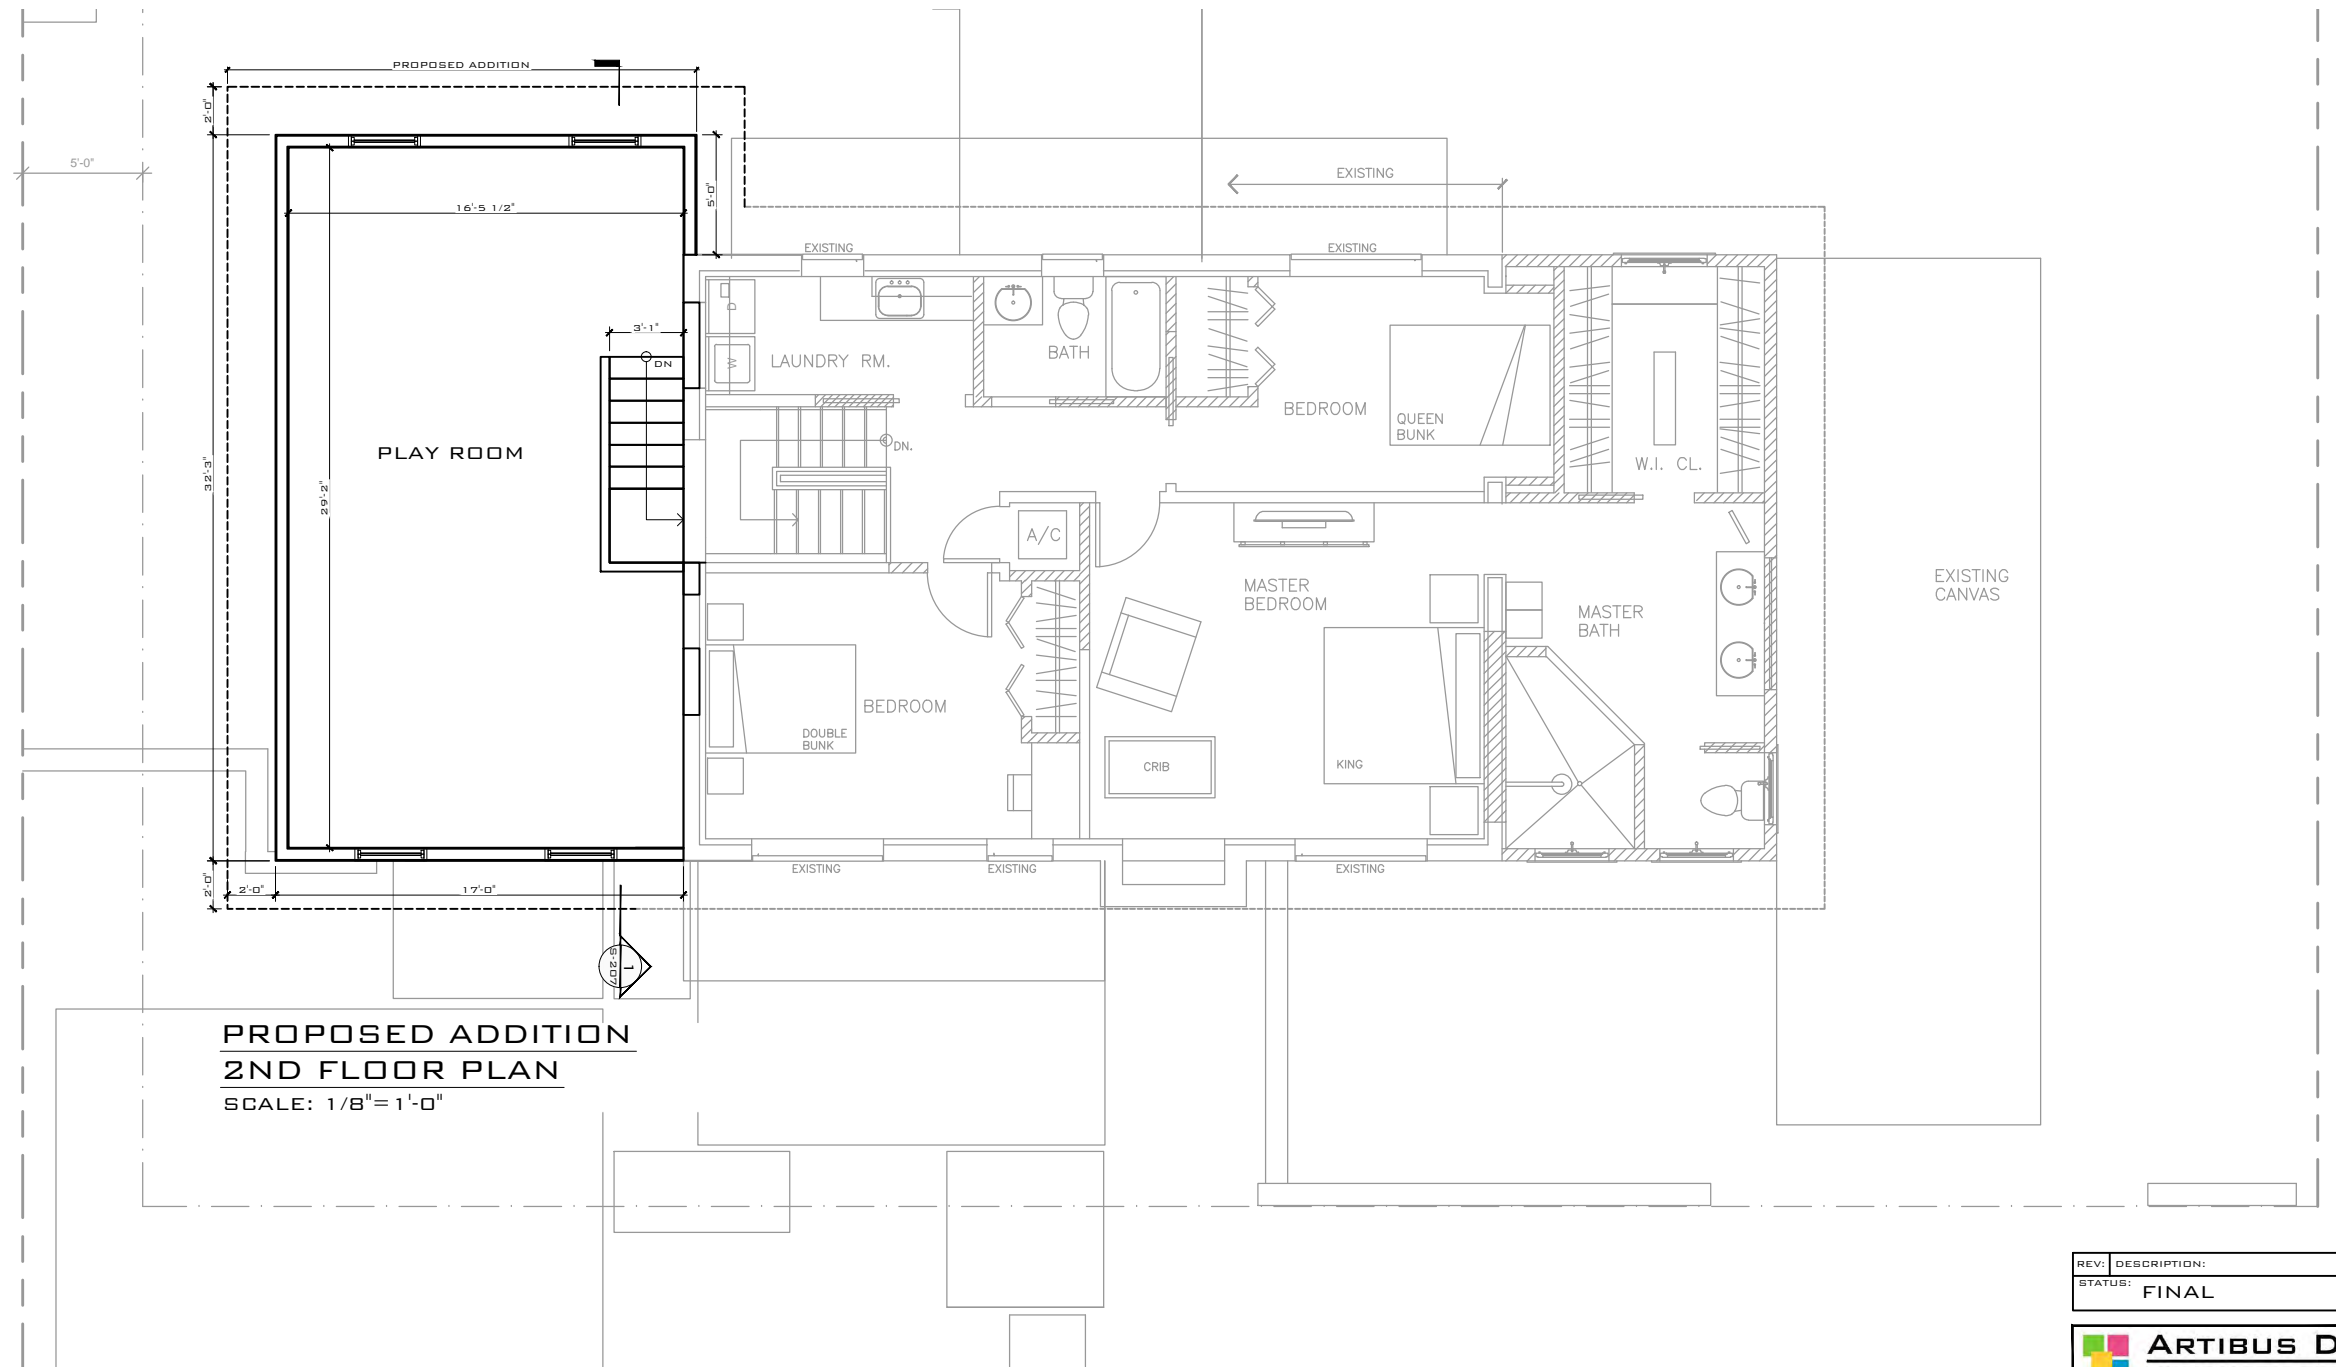 PROPOSED ADDITION
2'-0"
5'-0"
5'-0"
EXISTING
16'-5 1/2"
EXISTING
EXISTING
D
3'-1"
DN
W
LAUNDRY RM.
BATH
BEDROOM
QUEEN
BUNK
DN.
PLAY ROOM
W.I. CL.
32'-3"
29'-2"
A/C
EXISTING
CANVAS
MASTER
BEDROOM
MASTER
BATH
BEDROOM
DOUBLE
BUNK
CRIB
KING
EXISTING
EXISTING
EXISTING
2'-0"
2'-0"
17'-0"
1
S-207
PROPOSED ADDITION
2ND FLOOR PLAN
SCALE: 1/8"=1'-0"
REV: DESCRIPTION:
STATUS: FINAL
ARTIBUS D